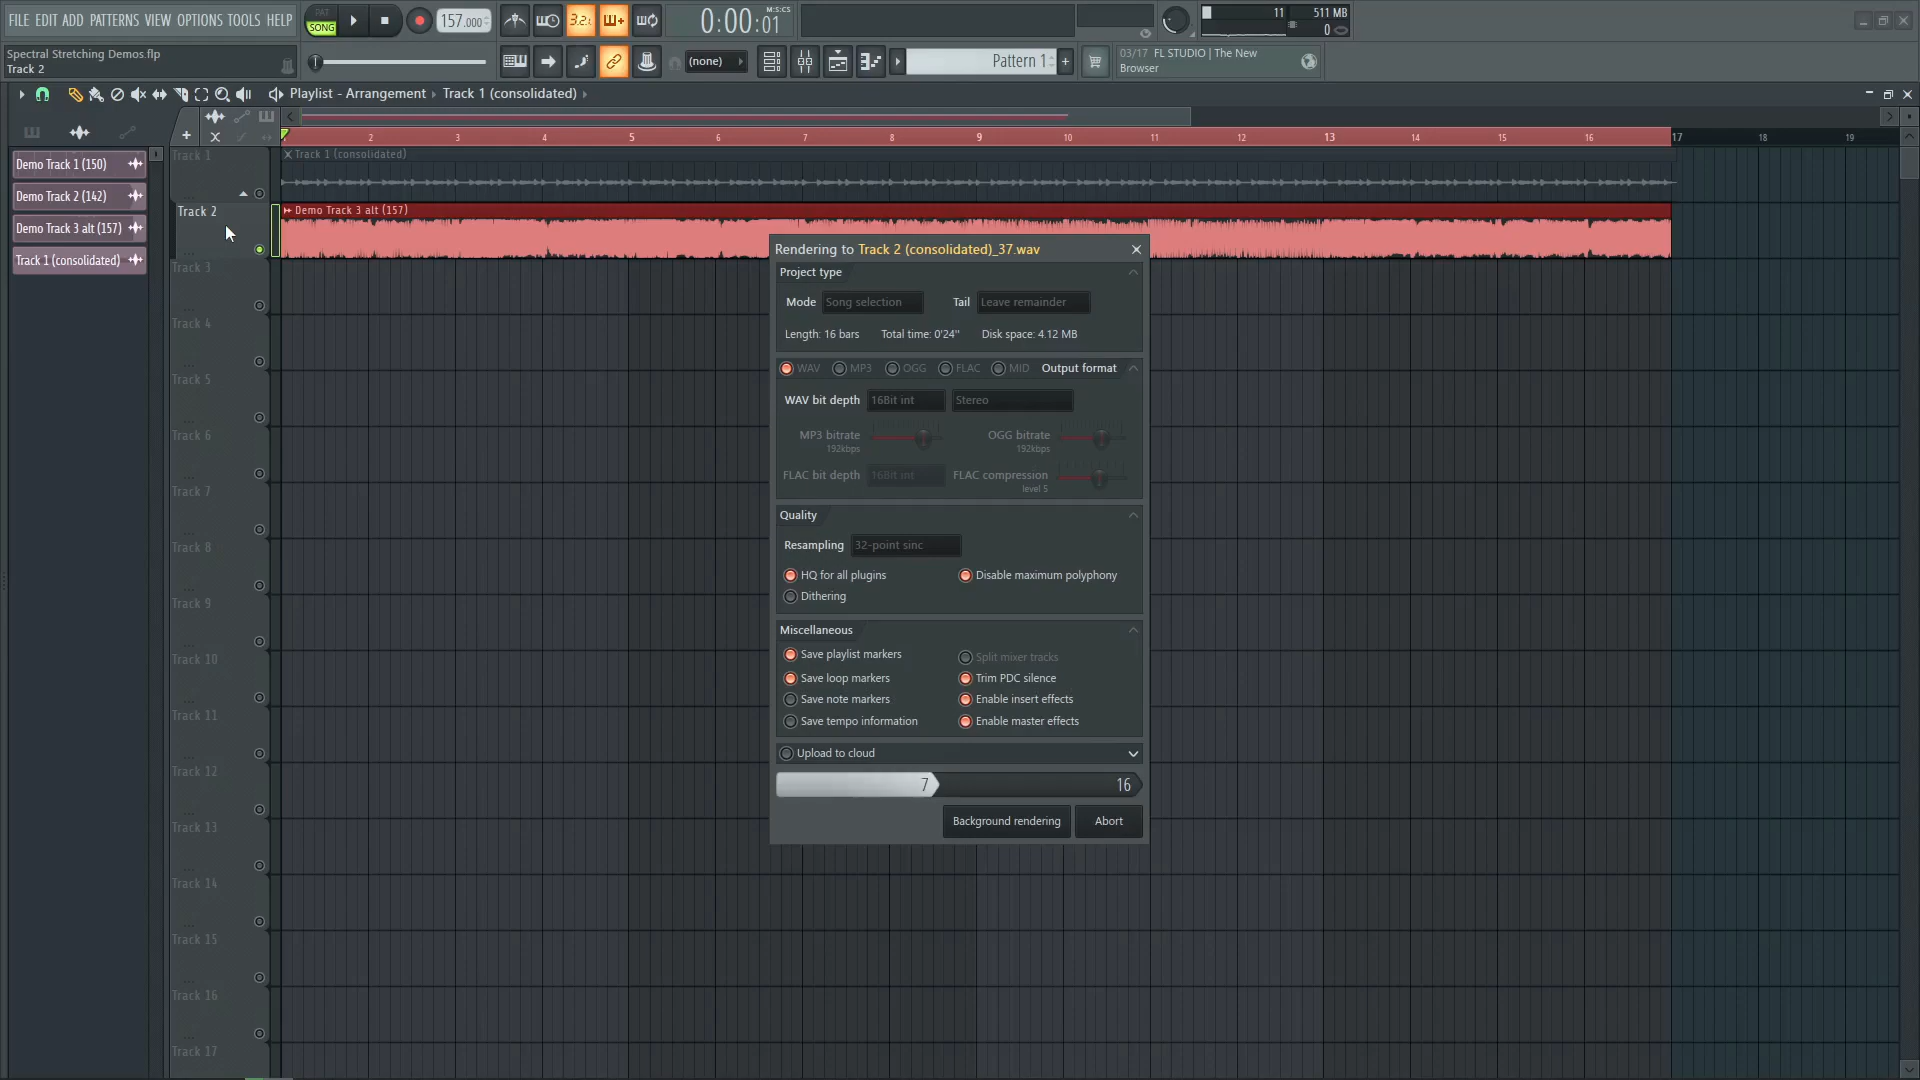 FILE EDIT ADD PATTERNS VIEW OPTIONS TOOLS HELP
PAT
SONG
157.000
3.2.
0:00:01
M:S:CS
11
511 MB
0
Spectral Stretching Demos.flp
Track 2
(none)
Pattern 1
+
03/17 FL STUDIO | The New
Browser
Playlist - Arrangement
Track 1 (consolidated)
2
3
4
5
6
7
8
9
10
11
12
13
14
15
16
17
18
19
Demo Track 1 (150)
Demo Track 2 (142)
Demo Track 3 alt (157)
Track 1 (consolidated)
Track 1
Track 1 (consolidated)
Track 2
Demo Track 3 alt (157)
Track 3
Track 4
Track 5
Track 6
Track 7
Track 8
Track 9
Track 10
Track 11
Track 12
Track 13
Track 14
Track 15
Track 16
Track 17
Rendering to Track 2 (consolidated)_37.wav
Project type
Mode Song selection Tail Leave remainder
Length: 16 bars Total time: 0'24'' Disk space: 4.12 MB
WAV MP3 OGG FLAC MID Output format
WAV bit depth 16Bit int Stereo
MP3 bitrate OGG bitrate
192kbps 192kbps
FLAC bit depth 16Bit int FLAC compression
level 5
Quality
Resampling 32-point sinc
HQ for all plugins Disable maximum polyphony
Dithering
Miscellaneous
Save playlist markers Split mixer tracks
Save loop markers Trim PDC silence
Save note markers Enable insert effects
Save tempo information Enable master effects
Upload to cloud
7 16
Background rendering Abort